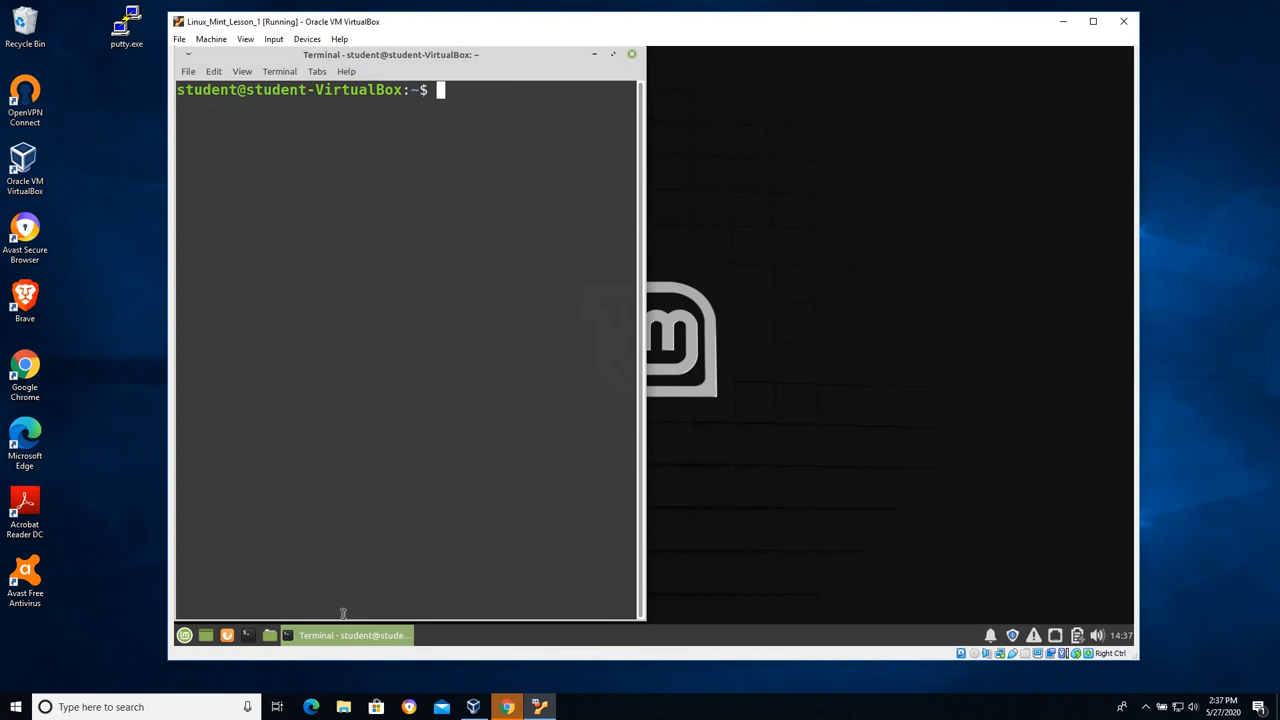 Linux_Mint_Lesson_1 [Running] - Oracle VM VirtualBox
File Machine View Input Devices Help
Terminal - student@student-VirtualBox: ~
File Edit View Terminal Tabs Help
student@student-VirtualBox:~$
Recycle Bin
putty.exe
OpenVPN
Connect
Oracle VM
VirtualBox
Avast Secure
Browser
Brave
Google
Chrome
Microsoft
Edge
Acrobat
Reader DC
Avast Free
Antivirus
Terminal - student@stude...
14:37
Right Ctrl
Type here to search
2:37 PM
5/27/2020
1